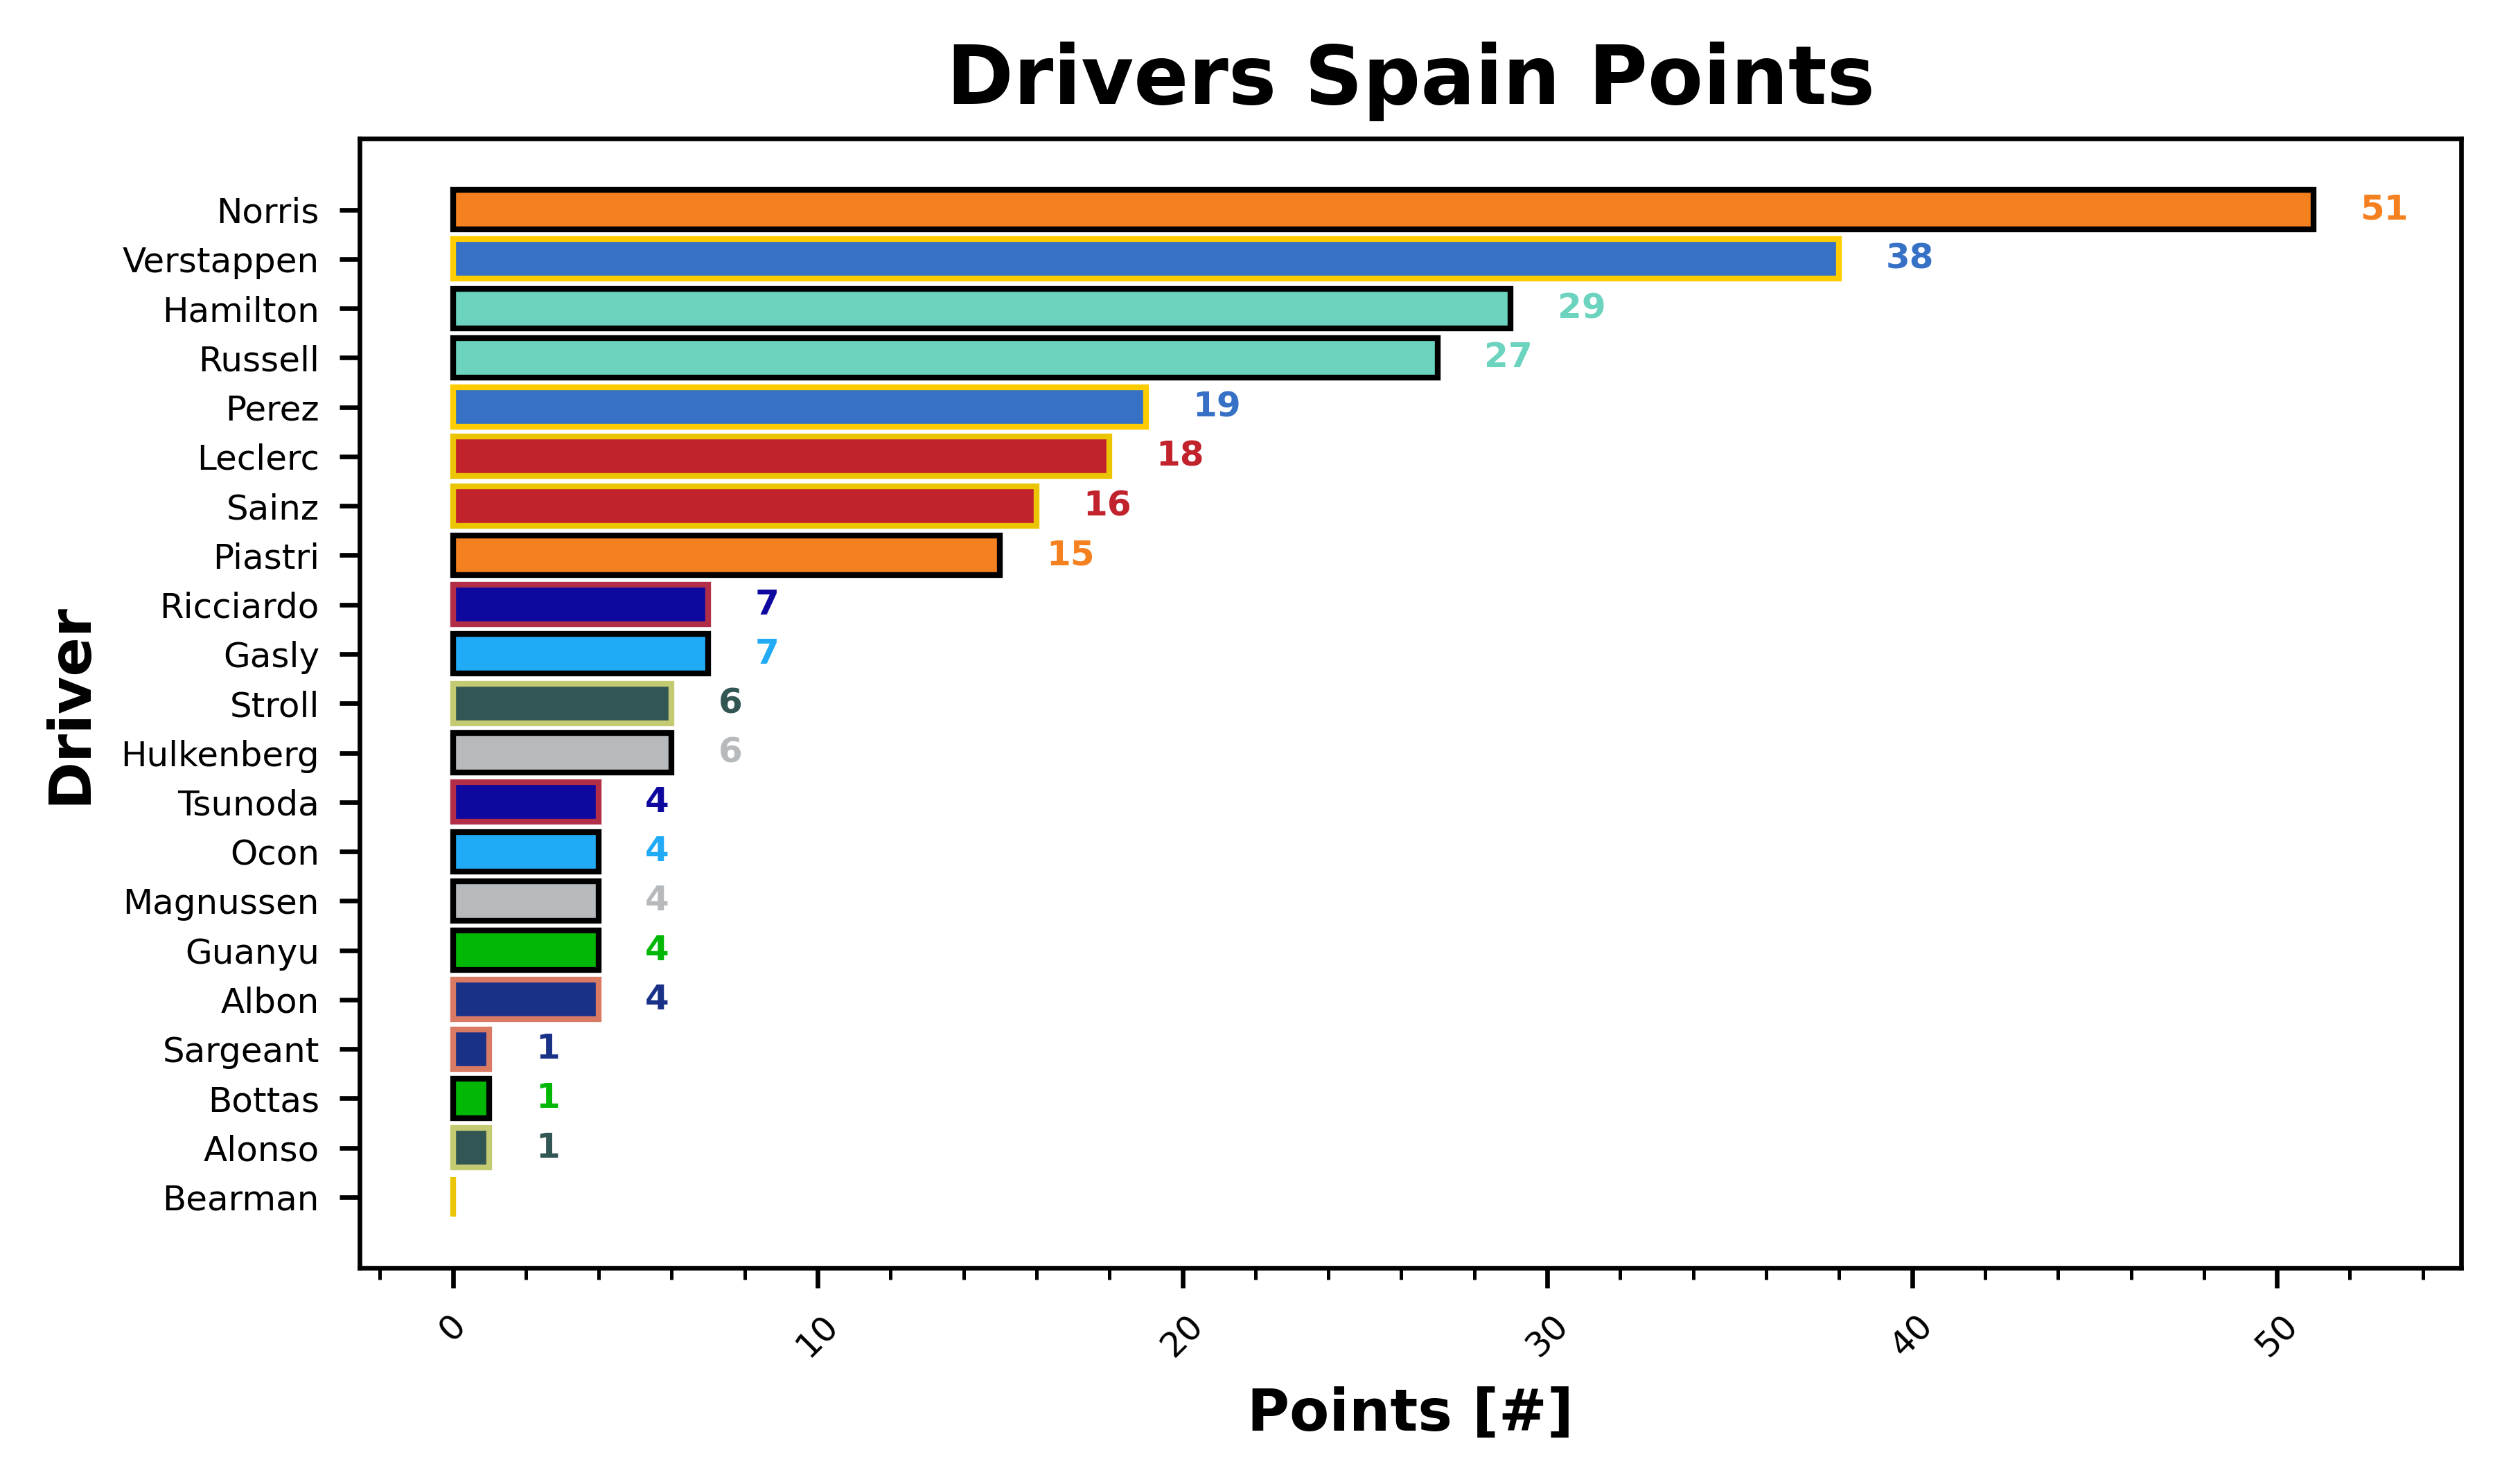 Drivers Spain Points
Driver
Norris 51
Verstappen 38
Hamilton 29
Russell 27
Perez 19
Leclerc 18
Sainz 16
Piastri 15
Ricciardo 7
Gasly 7
Stroll 6
Hulkenberg 6
Tsunoda 4
Ocon 4
Magnussen 4
Guanyu 4
Albon 4
Sargeant 1
Bottas 1
Alonso 1
Bearman
0 10 20 30 40 50
Points [#]